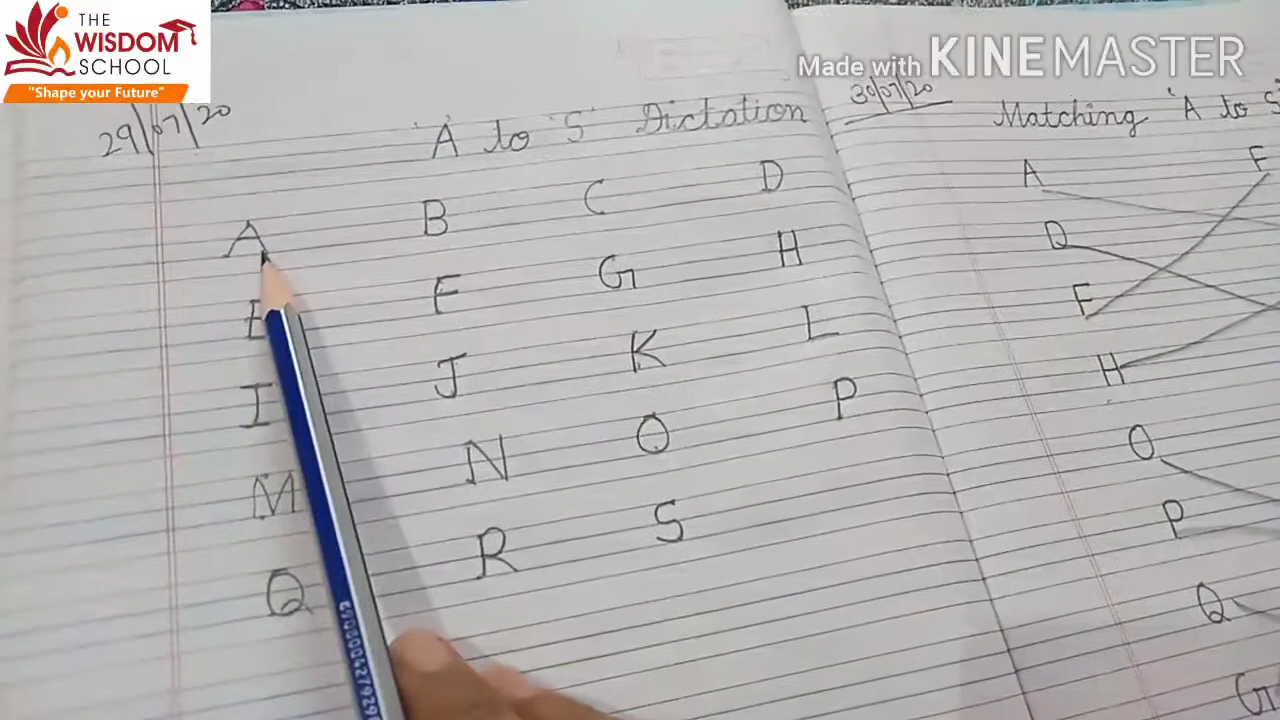 THE
WISDOM
SCHOOL
"Shape your Future"
Made with KINEMASTER
29/07/20
"A" to "S" Dictation
A B C D
E F G H
I J K L
M N O P
Q R S
690800042792
30/07/20
Matching "A to S"
A F
Q
F
H
O
P
Q
G